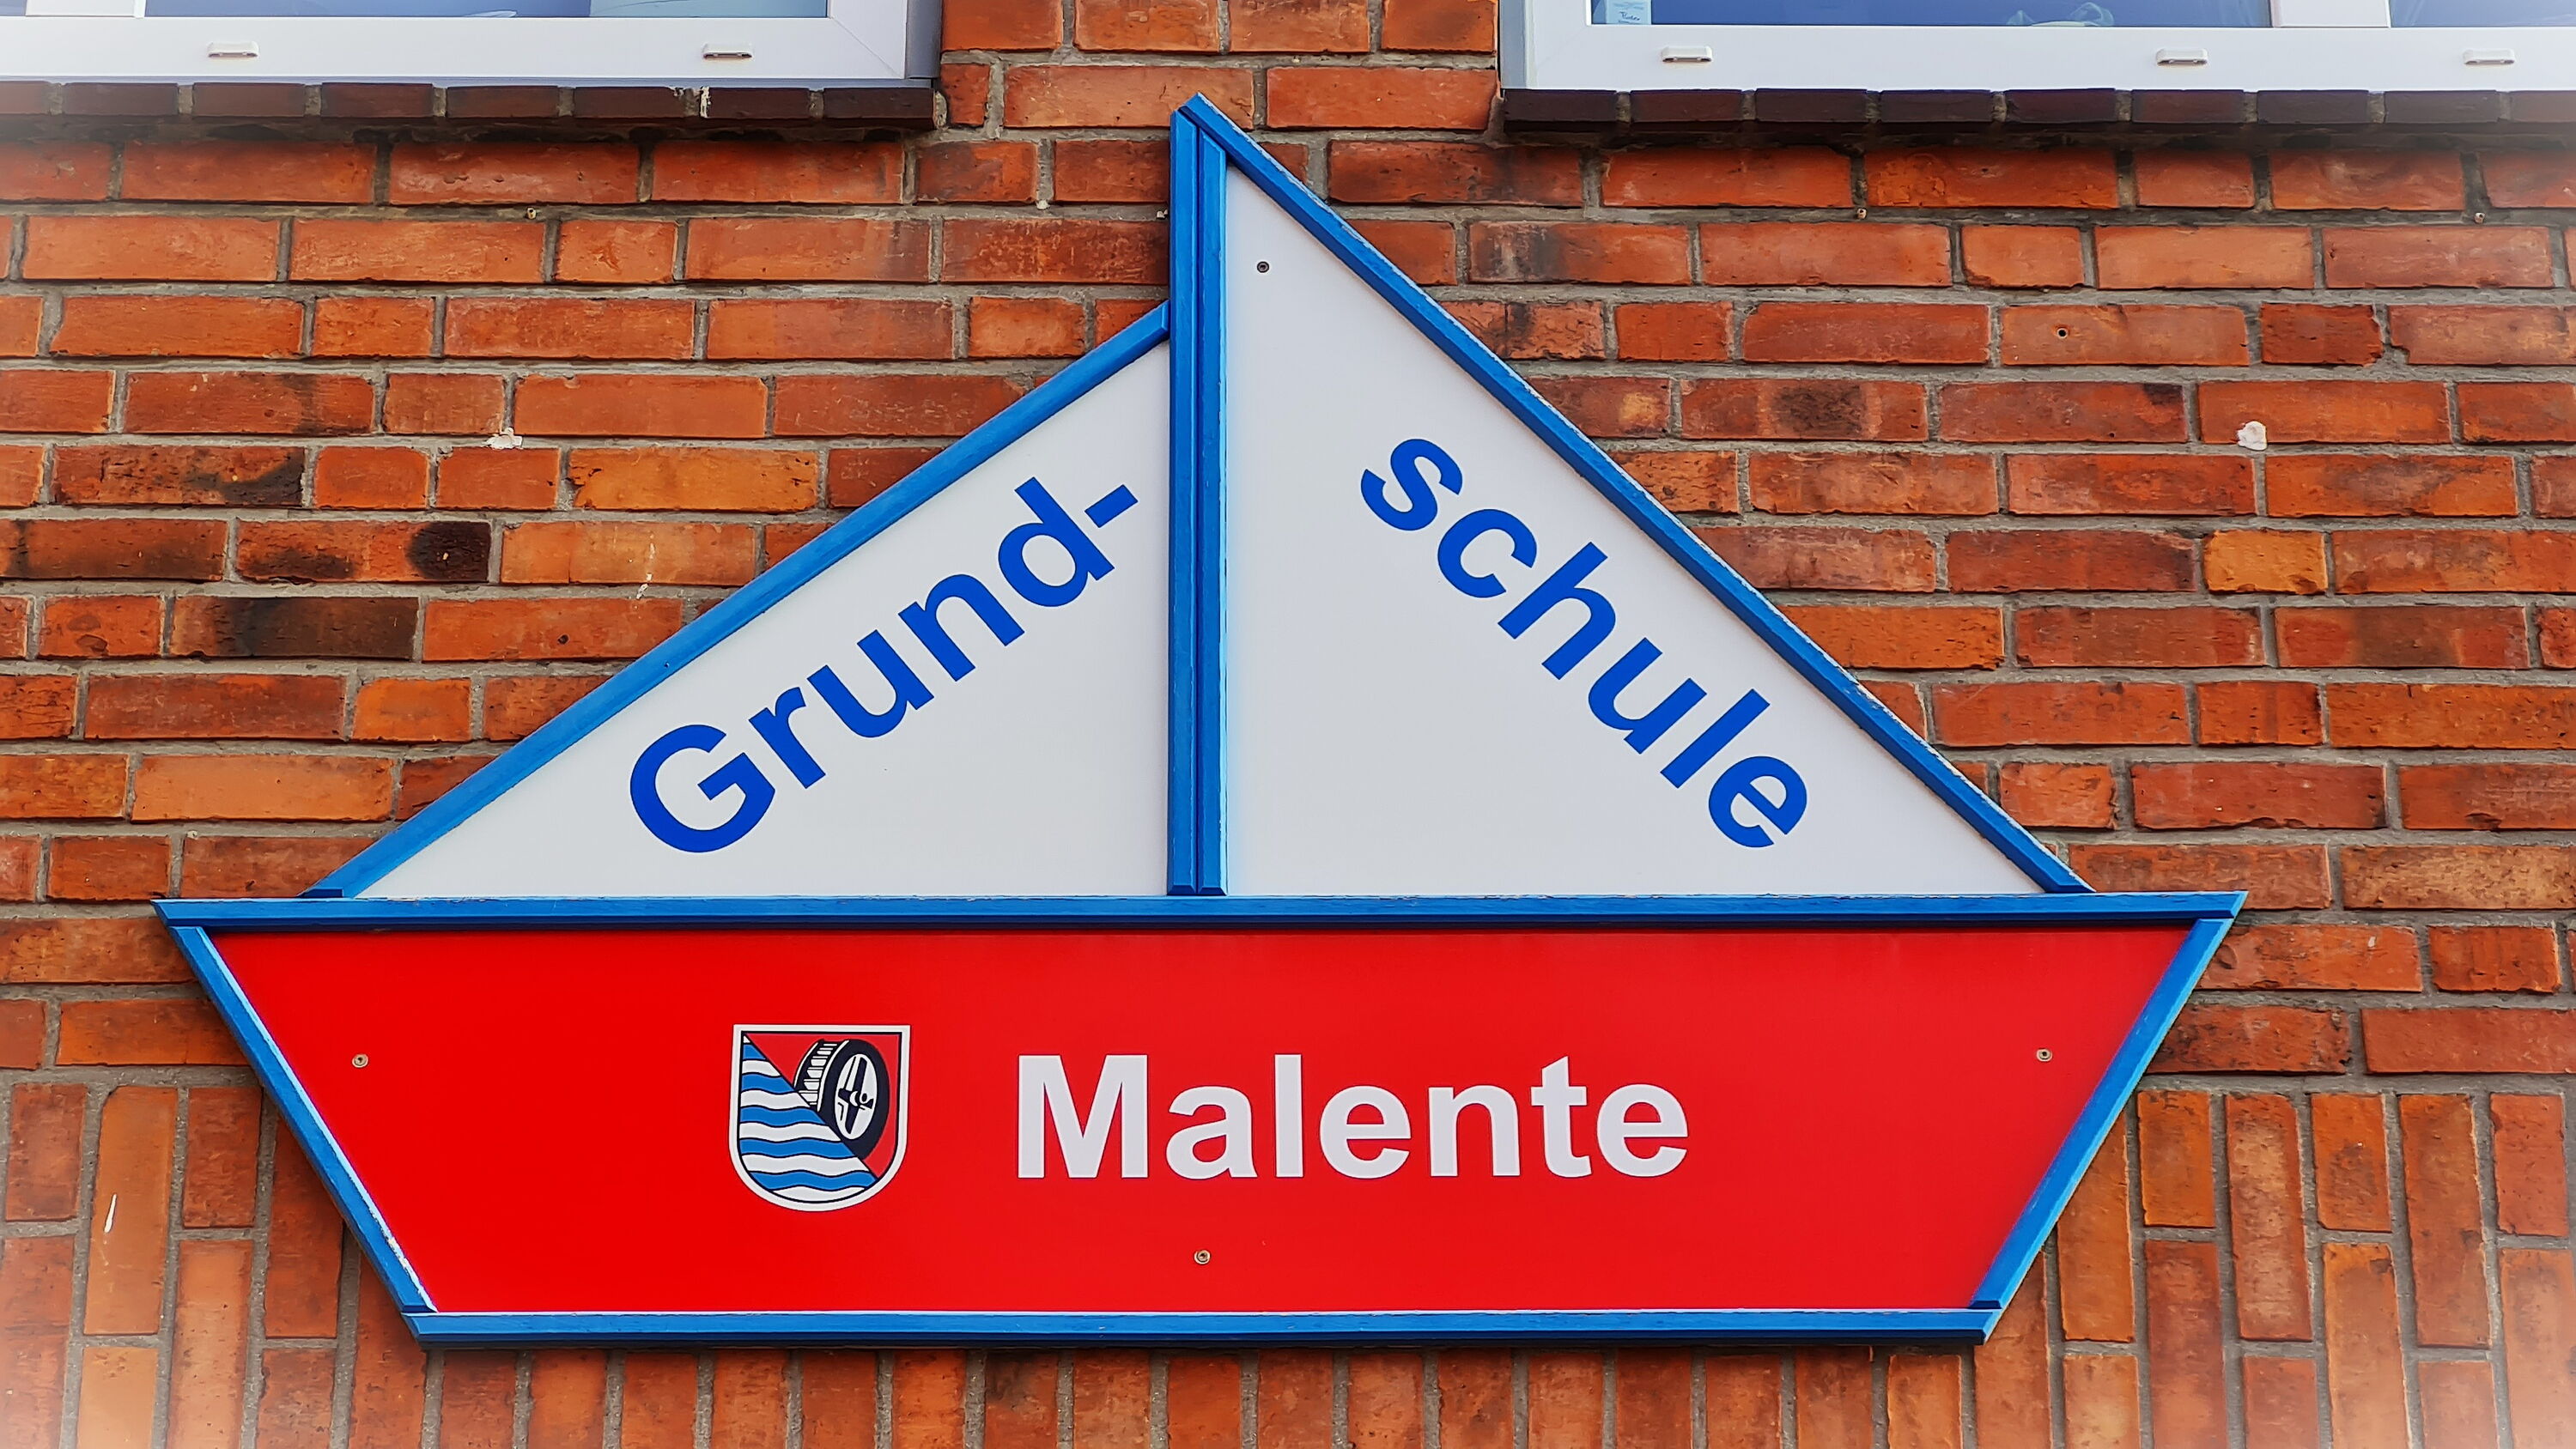 Grund-
schule
Malente